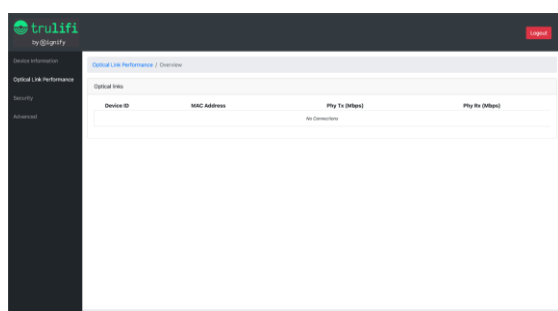 trulifi
by Signify
Logout
Device Information
Optical Link Performance
Security
Advanced
Optical Link Performance / Overview
Optical links
Device ID MAC Address Phy Tx (Mbps) Phy Rx (Mbps)
No Connections